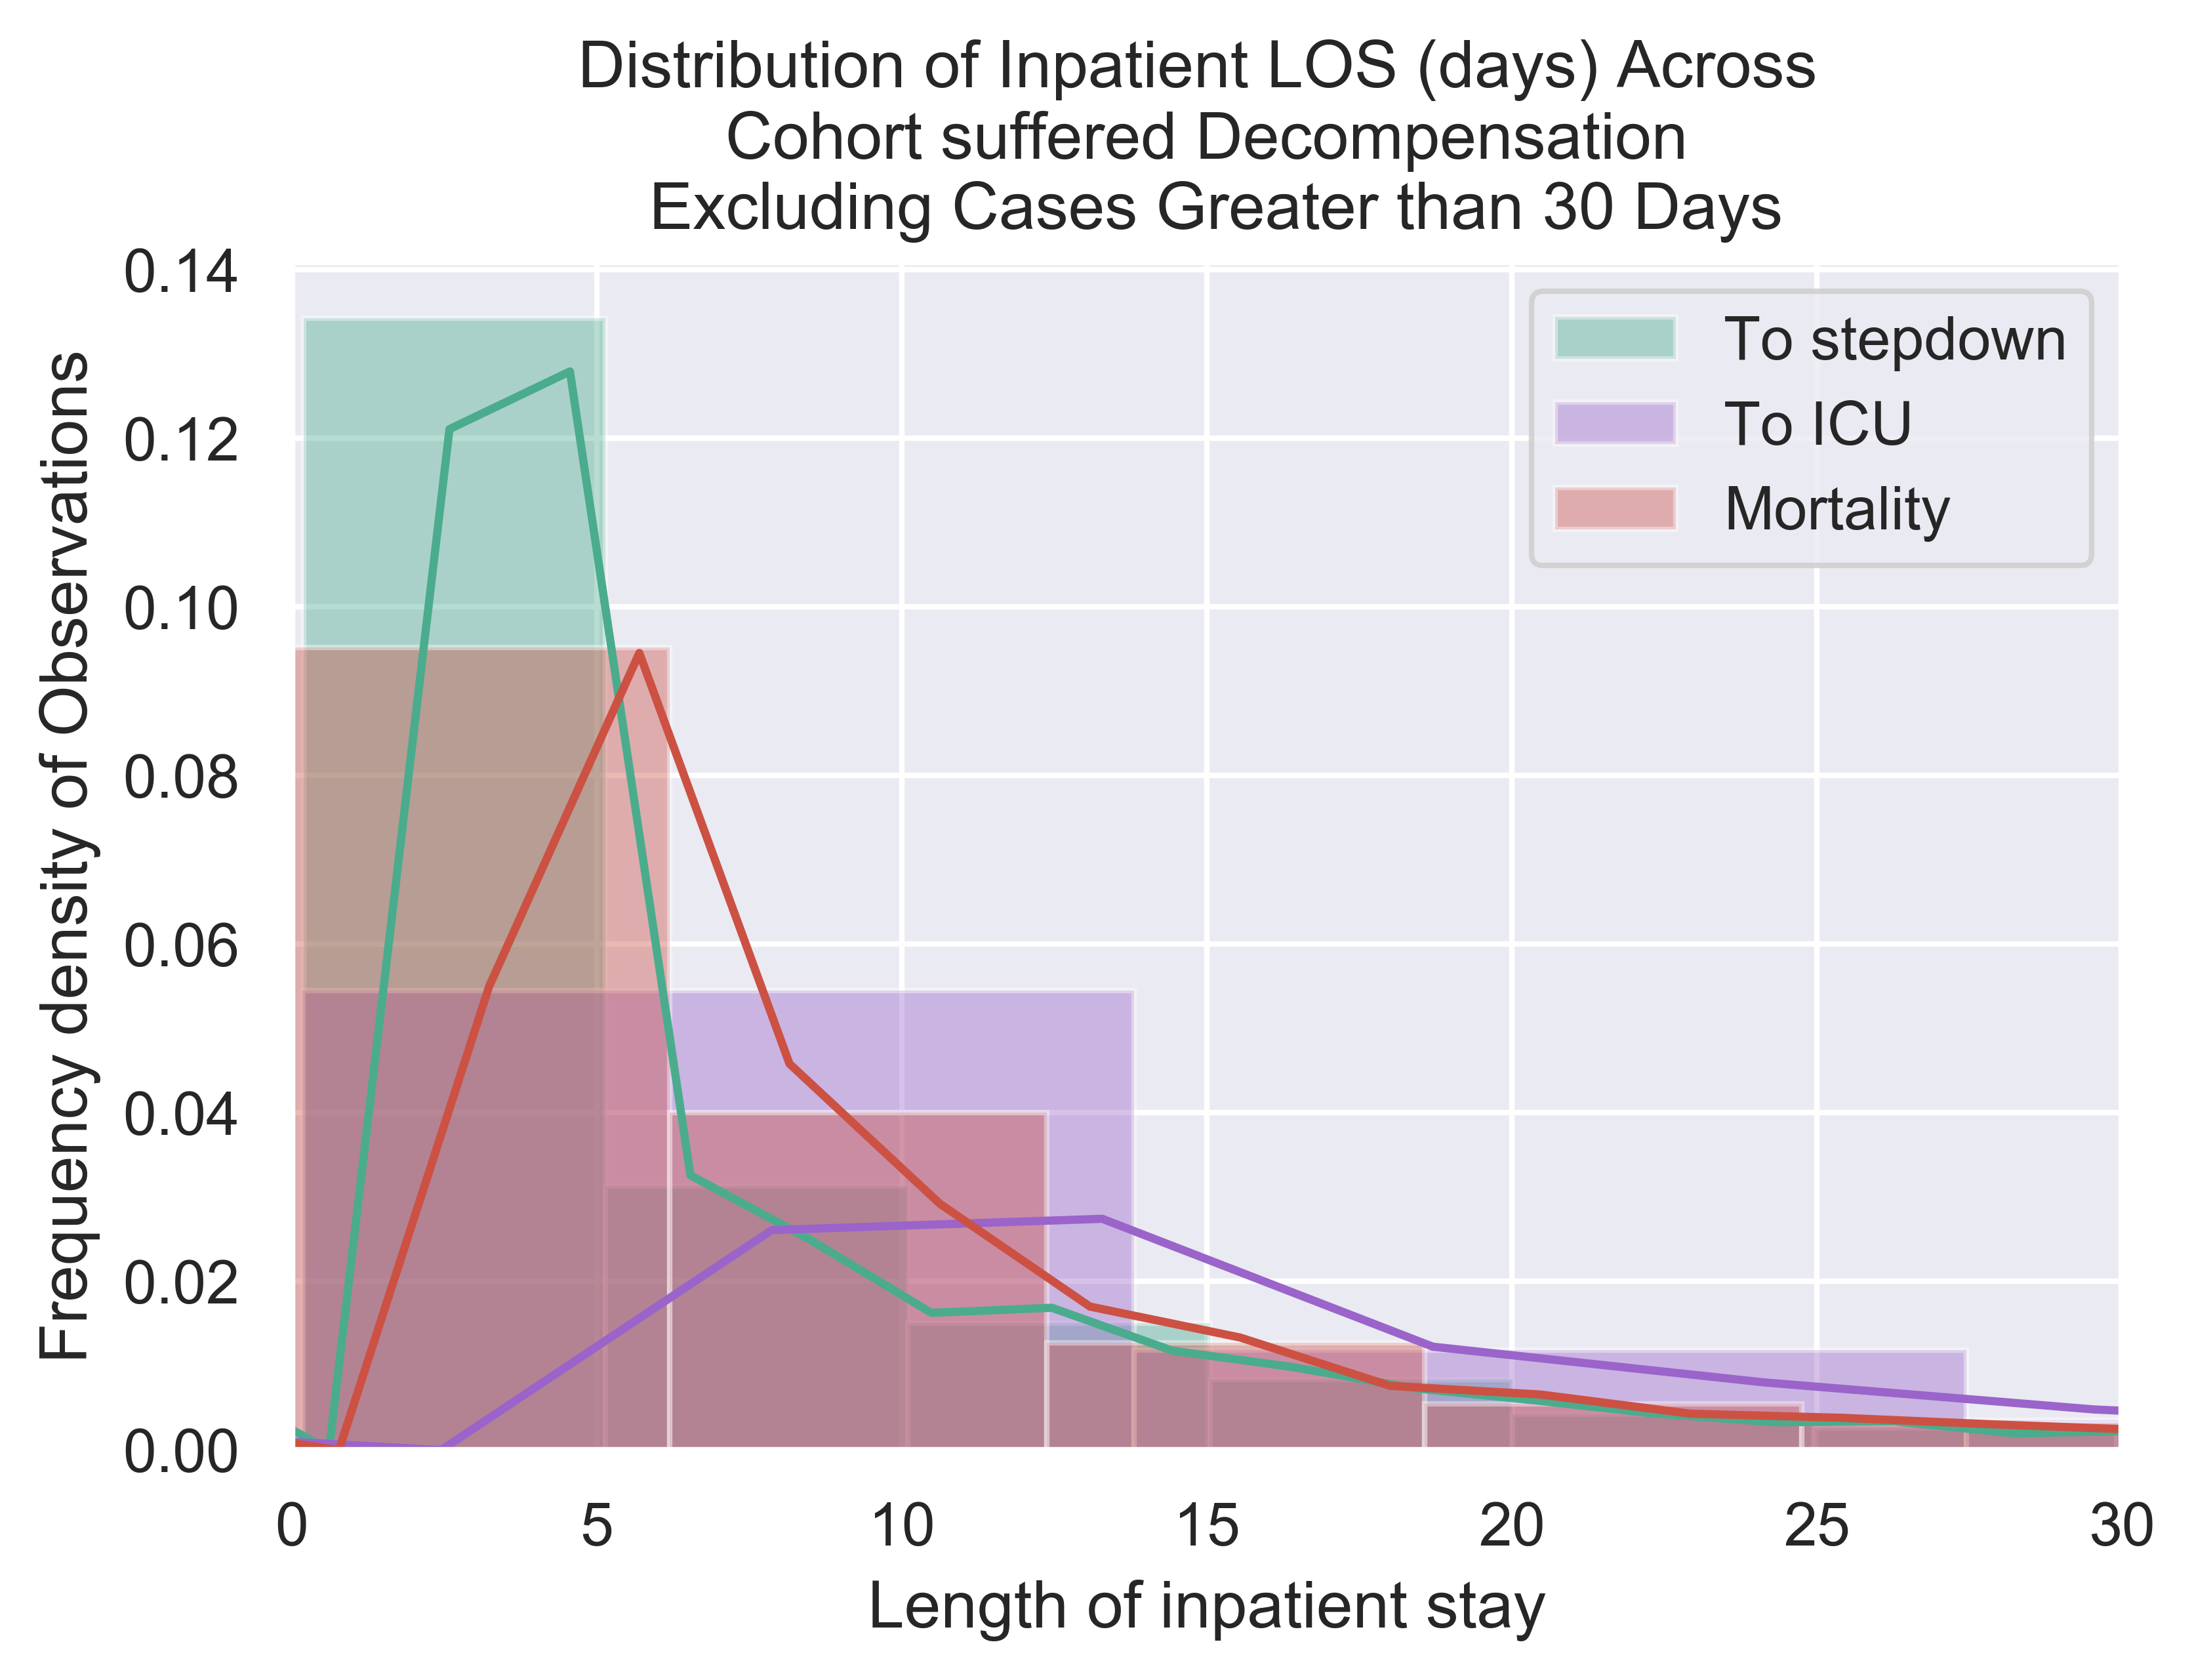 Distribution of Inpatient LOS (days) Across
Cohort suffered Decompensation
Excluding Cases Greater than 30 Days
0.14
0.12
0.10
0.08
0.06
0.04
0.02
0.00
Frequency density of Observations
To stepdown
To ICU
Mortality
0 5 10 15 20 25 30
Length of inpatient stay